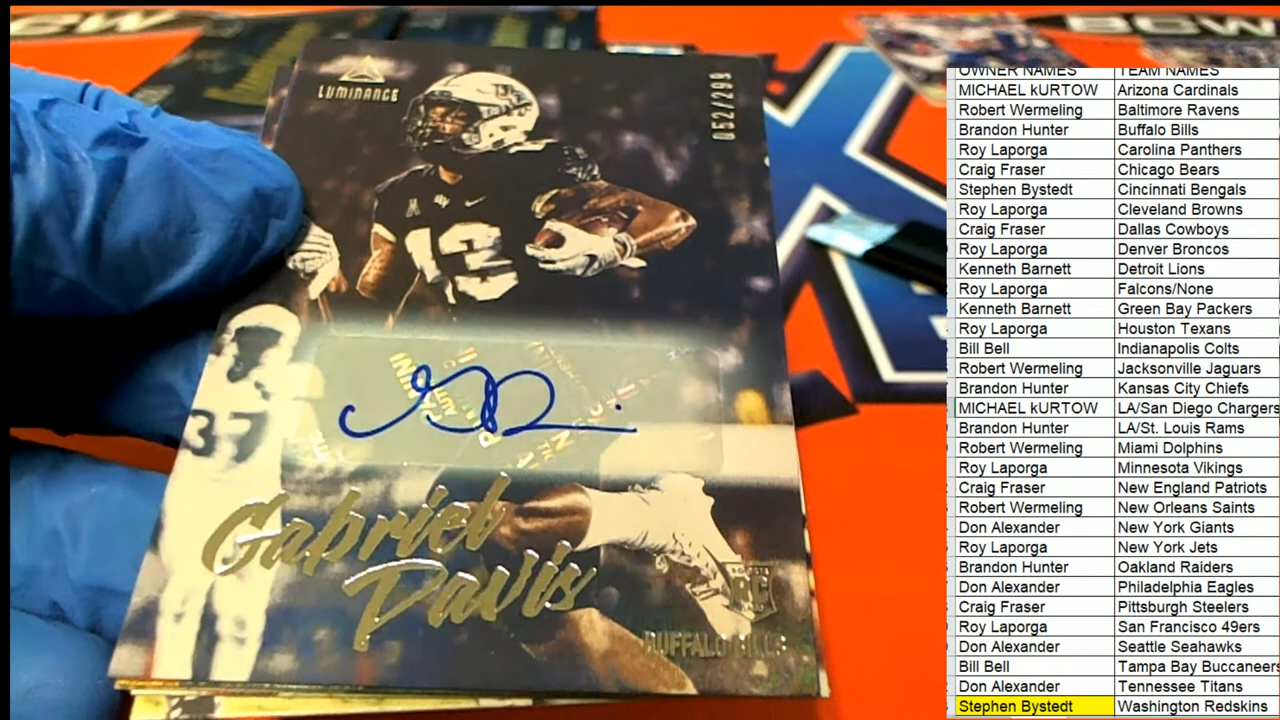 BCW
BCW
LUMINANCE
052/299
13
37
PANINI
Gabriel
Davis
RC
BUFFALO BILLS
OWNER NAMES TEAM NAMES
MICHAEL kURTOW Arizona Cardinals
Robert Wermeling Baltimore Ravens
Brandon Hunter Buffalo Bills
Roy Laporga Carolina Panthers
Craig Fraser Chicago Bears
Stephen Bystedt Cincinnati Bengals
Roy Laporga Cleveland Browns
Craig Fraser Dallas Cowboys
Roy Laporga Denver Broncos
Kenneth Barnett Detroit Lions
Roy Laporga Falcons/None
Kenneth Barnett Green Bay Packers
Roy Laporga Houston Texans
Bill Bell Indianapolis Colts
Robert Wermeling Jacksonville Jaguars
Brandon Hunter Kansas City Chiefs
MICHAEL kURTOW LA/San Diego Chargers
Brandon Hunter LA/St. Louis Rams
Robert Wermeling Miami Dolphins
Roy Laporga Minnesota Vikings
Craig Fraser New England Patriots
Robert Wermeling New Orleans Saints
Don Alexander New York Giants
Roy Laporga New York Jets
Brandon Hunter Oakland Raiders
Don Alexander Philadelphia Eagles
Craig Fraser Pittsburgh Steelers
Roy Laporga San Francisco 49ers
Don Alexander Seattle Seahawks
Bill Bell Tampa Bay Buccaneers
Don Alexander Tennessee Titans
Stephen Bystedt Washington Redskins